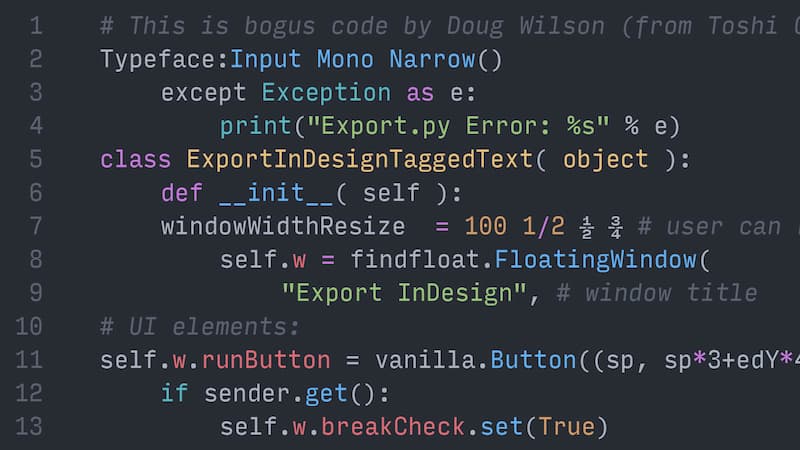 1 # This is bogus code by Doug Wilson (from Toshi
2 Typeface:Input Mono Narrow()
3 except Exception as e:
4 print("Export.py Error: %s" % e)
5 class ExportInDesignTaggedText( object ):
6 def __init__( self ):
7 windowWidthResize = 100 1/2 ½ ¾ # user can
8 self.w = findfloat.FloatingWindow(
9 "Export InDesign", # window title
10 # UI elements:
11 self.w.runButton = vanilla.Button((sp, sp*3+edY*4
12 if sender.get():
13 self.w.breakCheck.set(True)